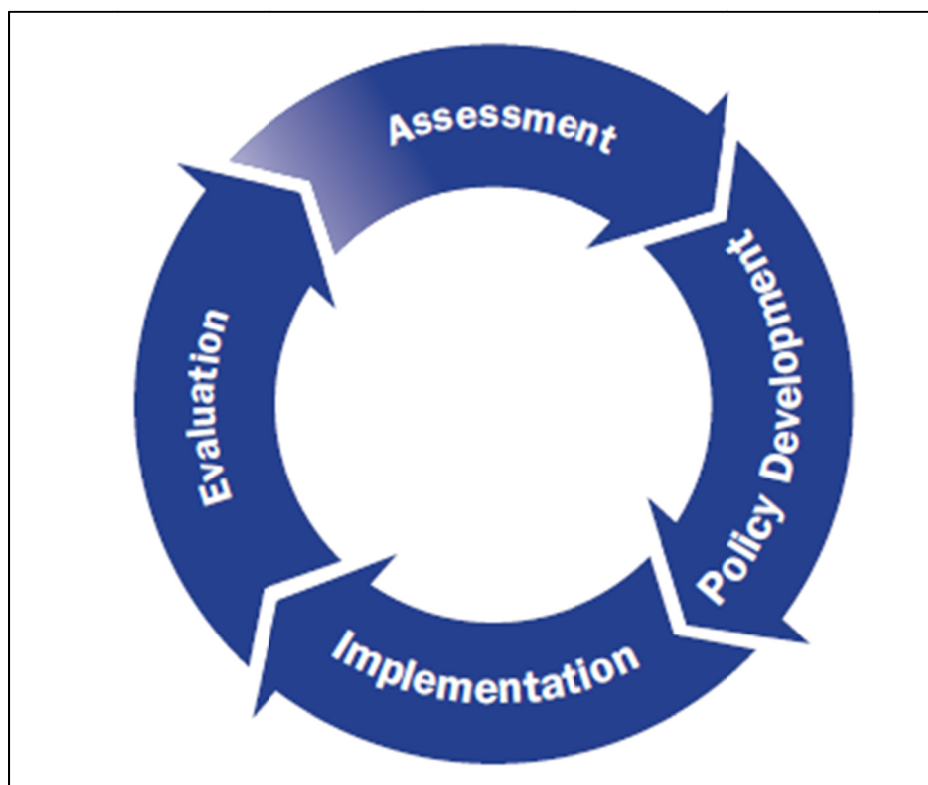 Assessment
Policy Development
Implementation
Evaluation